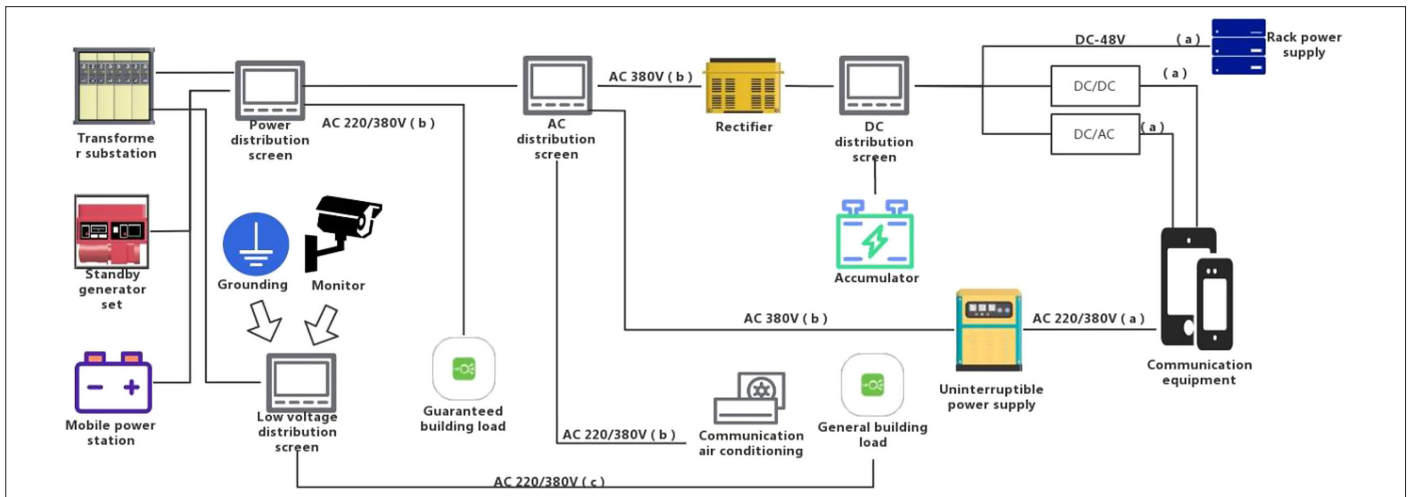 DC-48V
( a )
Rack power
supply
AC 380V ( b )
( a )
DC/DC
AC 220/380V ( b )
Transforme
r substation
Power
distribution
screen
AC
distribution
screen
Rectifier
DC
distribution
screen
DC/AC
( a )
Standby
generator
set
Grounding
Monitor
Accumulator
AC 380V ( b )
AC 220/380V ( a )
Communication
equipment
Uninterruptible
power supply
Mobile power
station
Low voltage
distribution
screen
Guaranteed
building load
AC 220/380V ( b )
Communication
air conditioning
General building
load
AC 220/380V ( c )